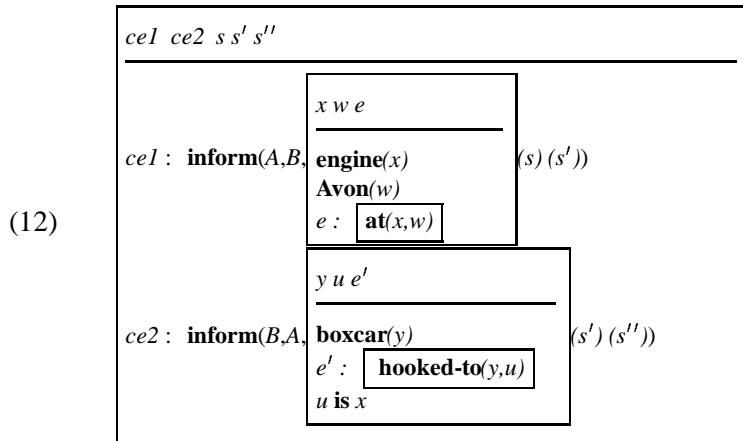 ce1 ce2 s s′ s′′
x w e
ce1 : inform(A,B, engine(x) (s) (s′))
Avon(w)
(12)
e : at(x,w)
y u e′
ce2 : inform(B,A, boxcar(y) (s′) (s′′))
e′ : hooked-to(y,u)
u is x